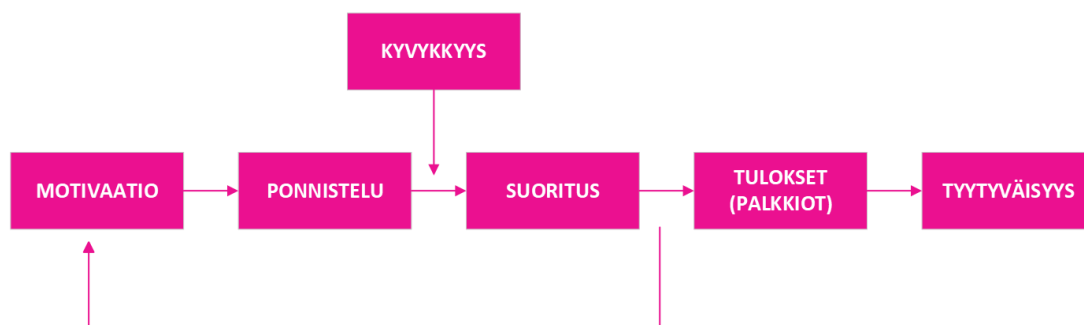 KYVYKKYYS
MOTIVAATIO
PONNISTELU
SUORITUS
TULOKSET
(PALKKIOT)
TYYTYVÄISYYS